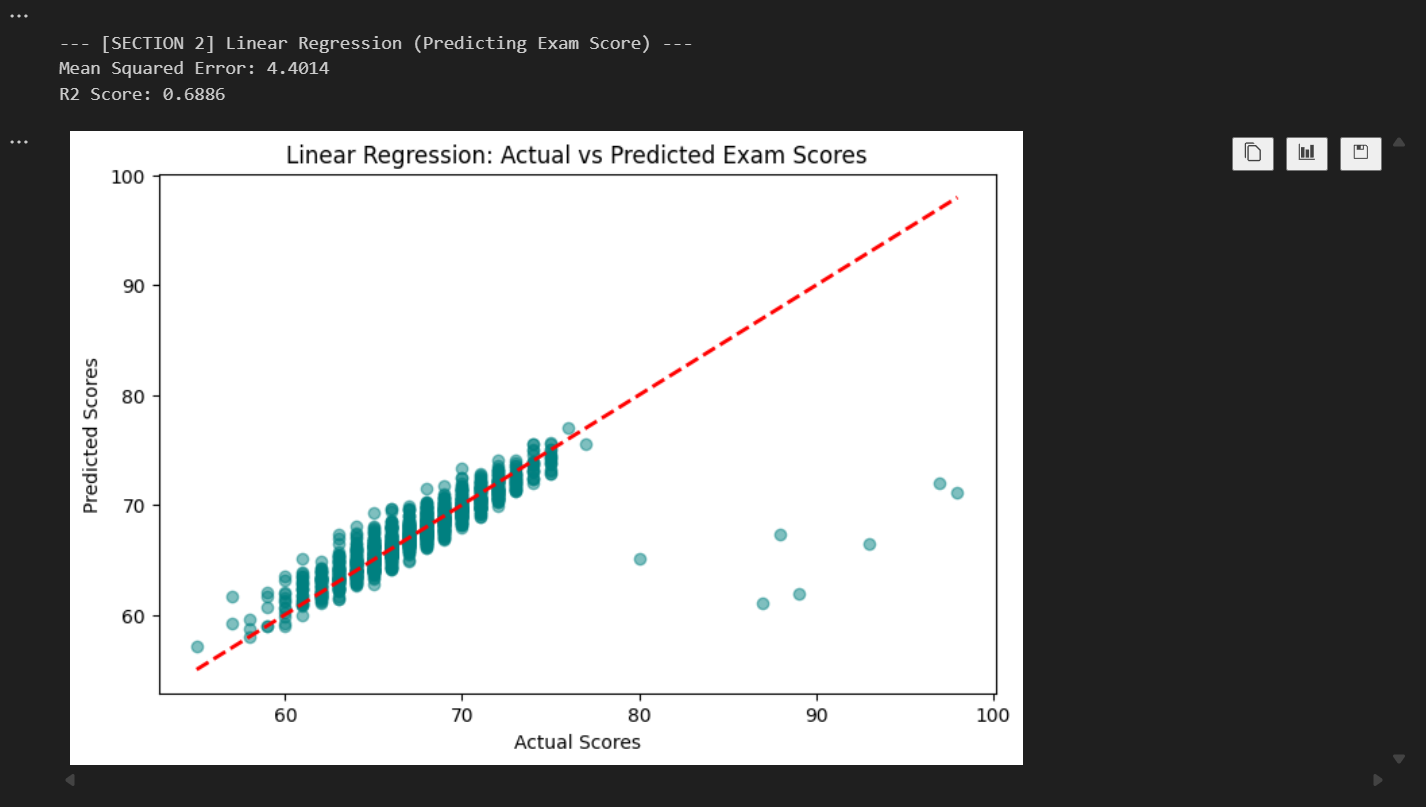 ...
--- [SECTION 2] Linear Regression (Predicting Exam Score) ---
Mean Squared Error: 4.4014
R2 Score: 0.6886
...
Linear Regression: Actual vs Predicted Exam Scores
100
90
80
70
60
Predicted Scores
60 70 80 90 100
Actual Scores